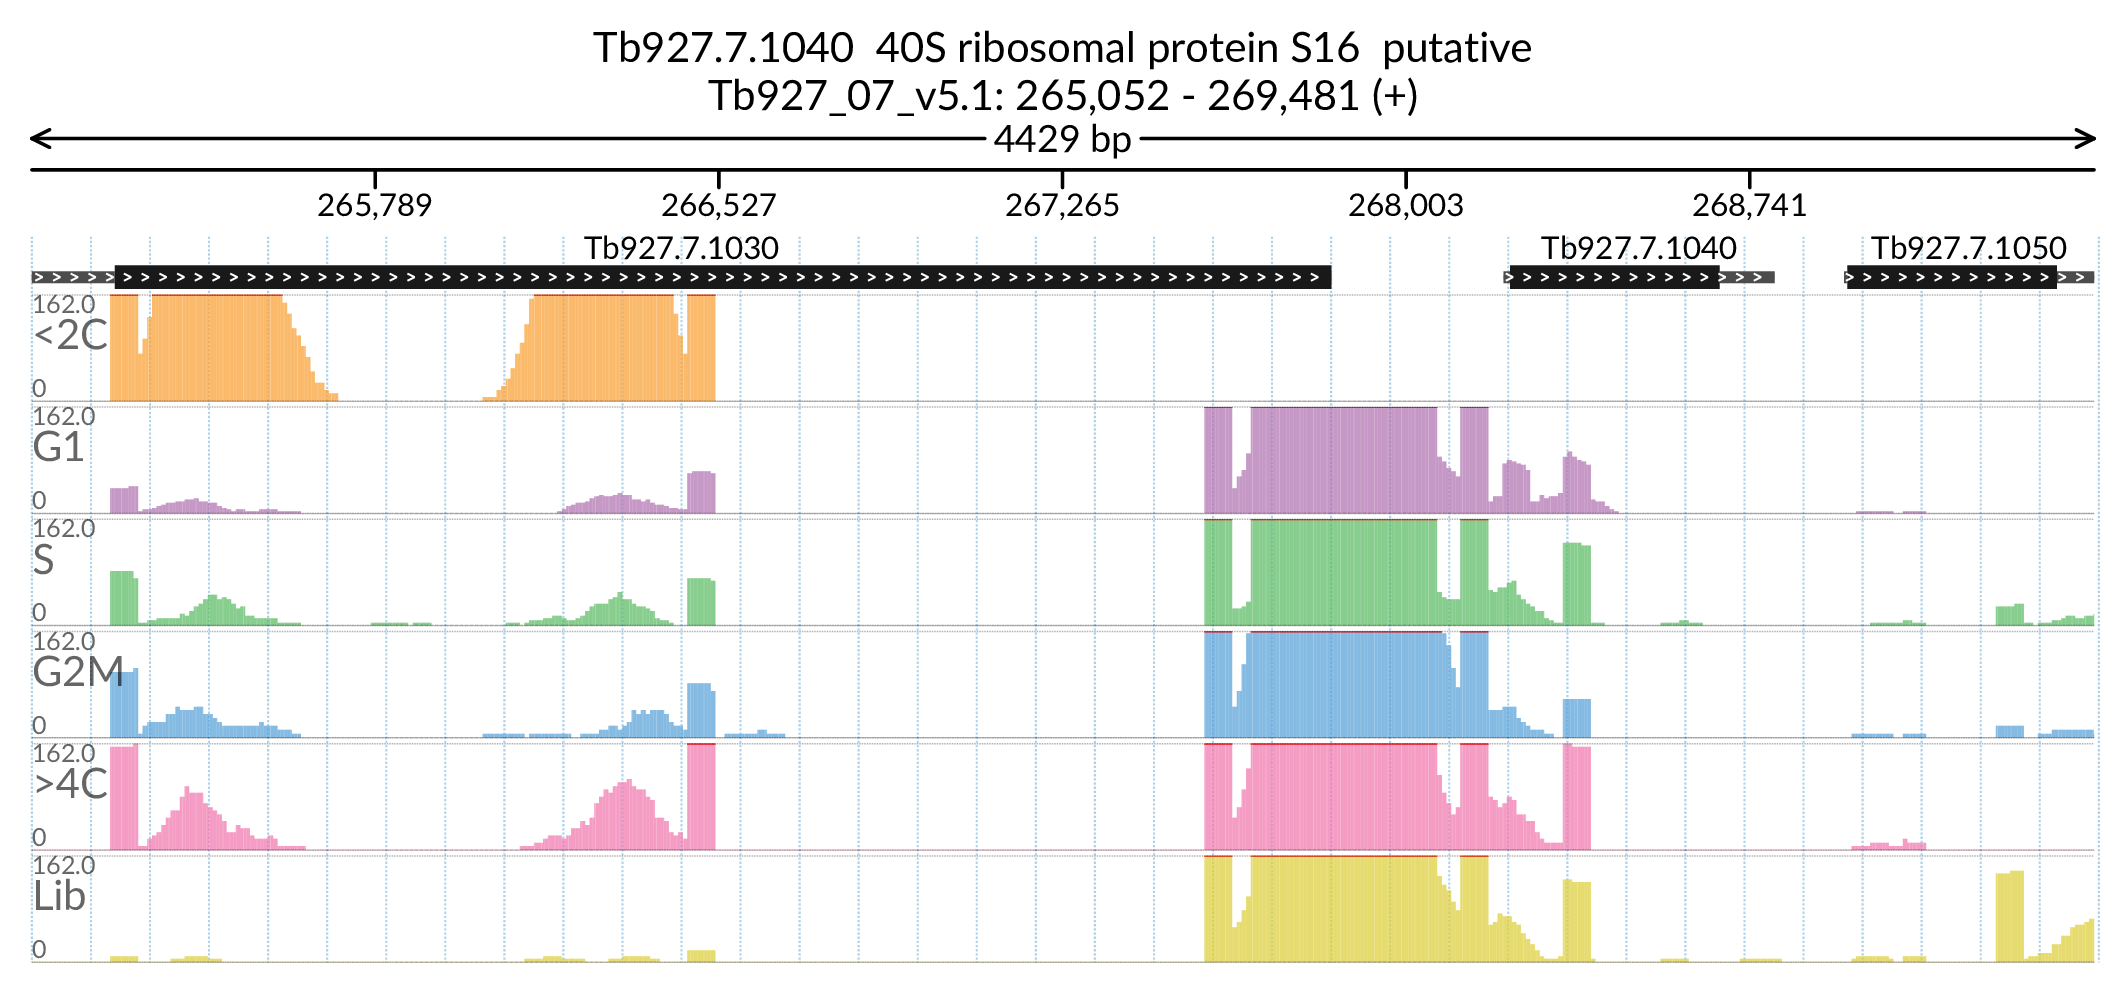 Tb927.7.1040  40S ribosomal protein S16  putative
Tb927_07_v5.1: 265,052 - 269,481 (+)
4429 bp
265,789 266,527 267,265 268,003 268,741
Tb927.7.1030 Tb927.7.1040 Tb927.7.1050
162.0
<2C
0
162.0
G1
0
162.0
S
0
162.0
G2M
0
162.0
>4C
0
162.0
Lib
0